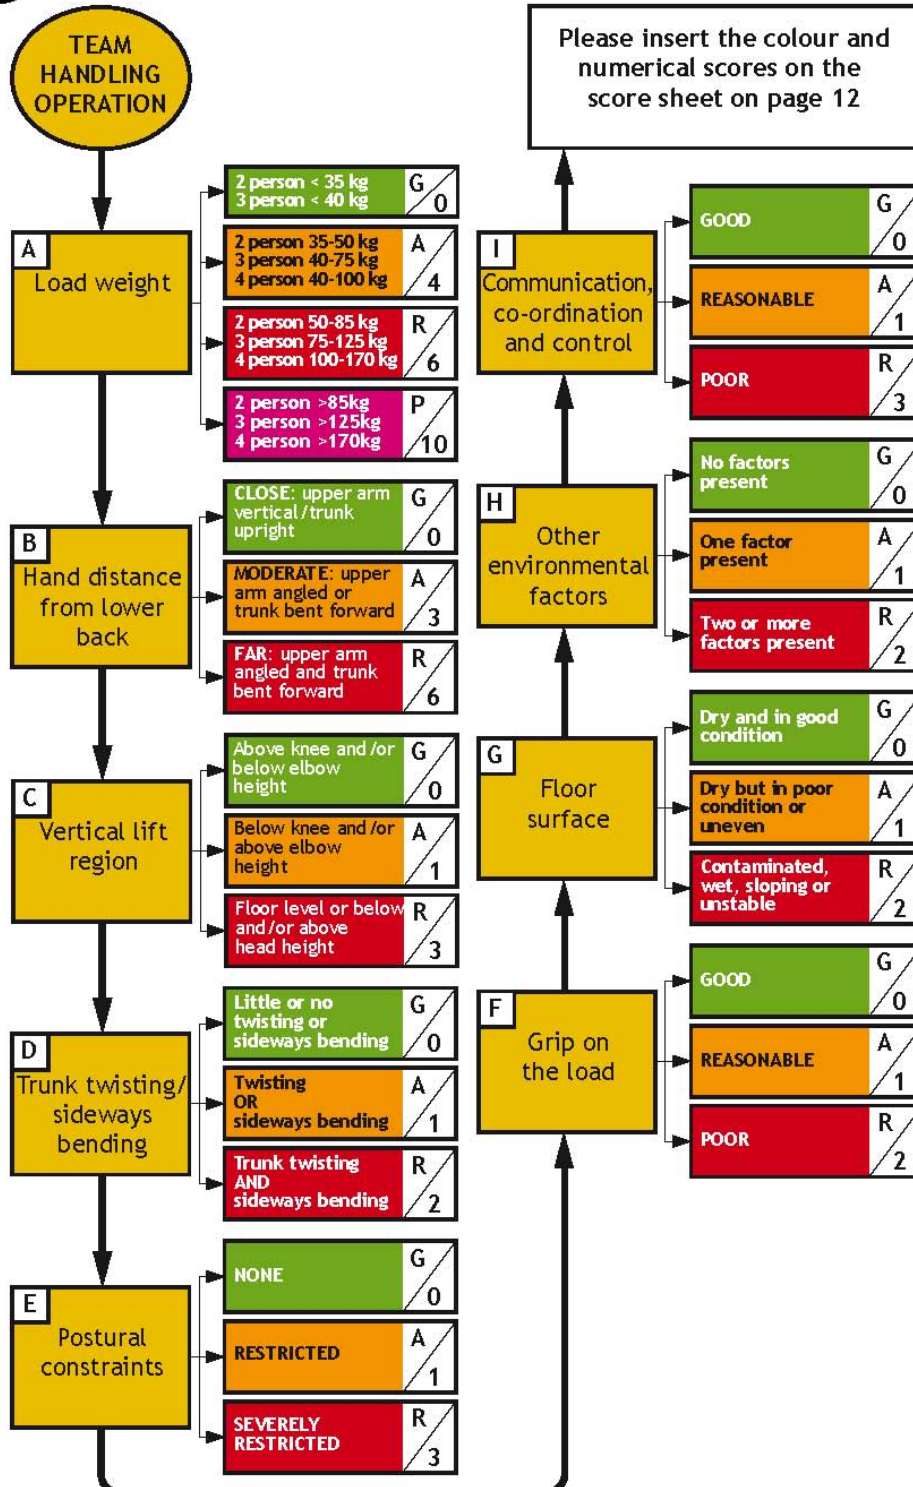 TEAM
HANDLING
OPERATION
A
Load weight
2 person < 35 kg
3 person < 40 kg
G
0
2 person 35-50 kg
3 person 40-75 kg
4 person 40-100 kg
A
4
2 person 50-85 kg
3 person 75-125 kg
4 person 100-170 kg
R
6
2 person >85kg
3 person >125kg
4 person >170kg
P
10
B
Hand distance
from lower
back
CLOSE: upper arm
vertical/trunk
upright
G
0
MODERATE: upper
arm angled or
trunk bent forward
A
3
FAR: upper arm
angled and trunk
bent forward
R
6
C
Vertical lift
region
Above knee and/or
below elbow
height
G
0
Below knee and/or
above elbow
height
A
1
Floor level or below
and/or above
head height
R
3
D
Trunk twisting/
sideways
bending
Little or no
twisting or
sideways bending
G
0
Twisting
OR
sideways bending
A
1
Trunk twisting
AND
sideways bending
R
2
E
Postural
constraints
NONE
G
0
RESTRICTED
A
1
SEVERELY
RESTRICTED
R
3
F
Grip on
the load
GOOD
G
0
REASONABLE
A
1
POOR
R
2
G
Floor
surface
Dry and in good
condition
G
0
Dry but in poor
condition or
uneven
A
1
Contaminated,
wet, sloping or
unstable
R
2
H
Other
environmental
factors
No factors
present
G
0
One factor
present
A
1
Two or more
factors present
R
2
I
Communication,
co-ordination
and control
GOOD
G
0
REASONABLE
A
1
POOR
R
3
Please insert the colour and
numerical scores on the
score sheet on page 12